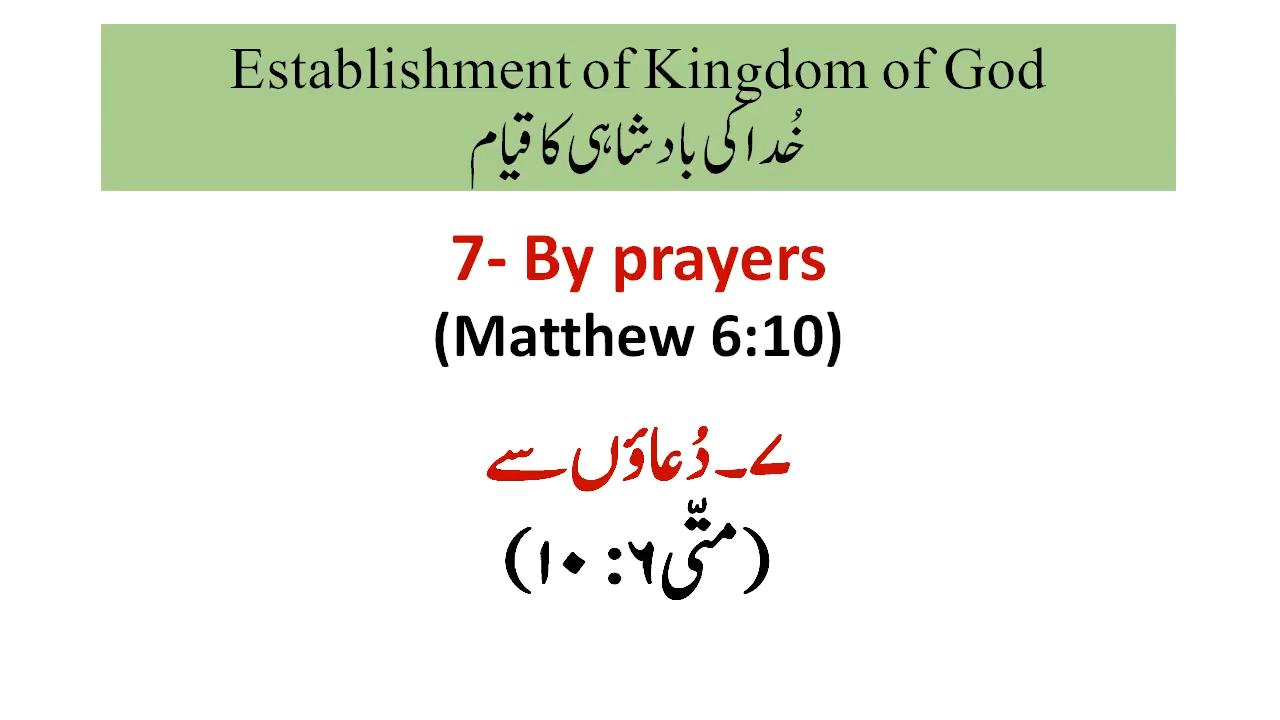 Establishment of Kingdom of God
خُدا کی بادشاہی کا قیام
7- By prayers
(Matthew 6:10)
۷۔ دُعاؤں سے
(متّی ۶: ۱۰)